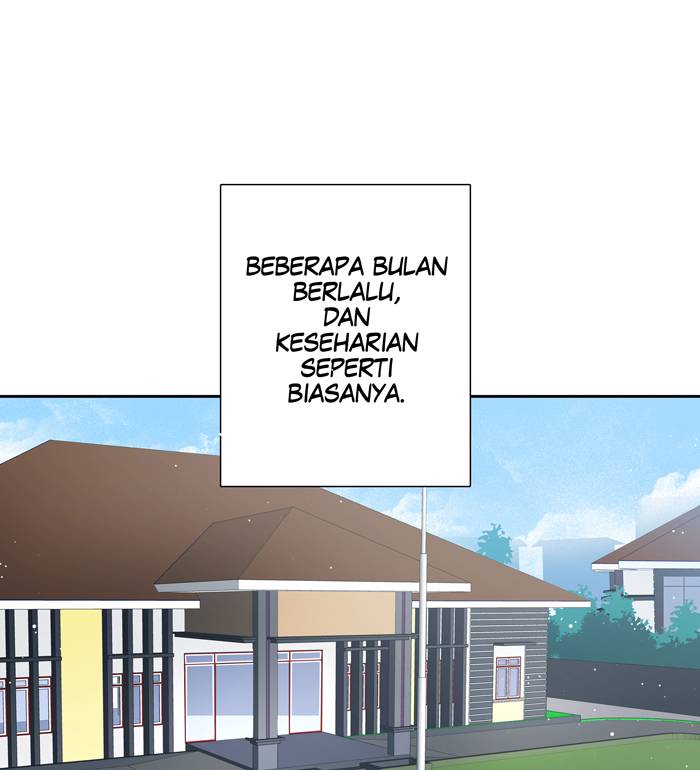 BEBERAPA BULAN
BERLALU,
DAN
KESEHARIAN
SEPERTI
BIASANYA.